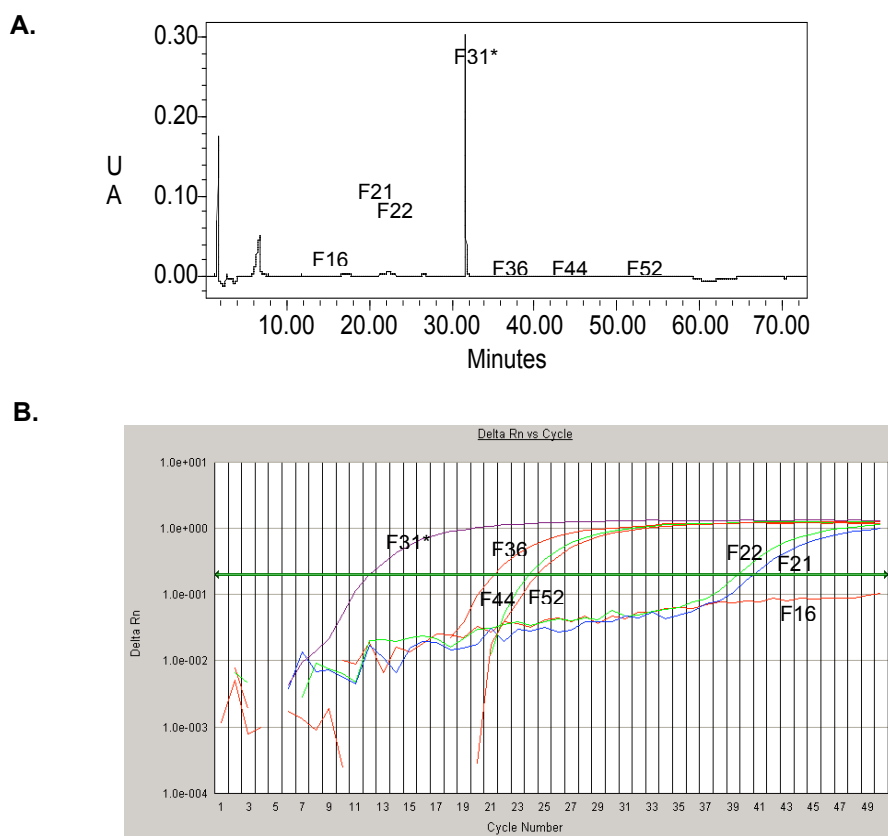 A.
0.30
0.20
0.10
0.00
U
A
F31*
F21
F22
F16
F36
F44
F52
10.00 20.00 30.00 40.00 50.00 60.00 70.00
Minutes
B.
Delta Rn vs Cycle
1.0e+001
1.0e+000
1.0e-001
1.0e-002
1.0e-003
1.0e-004
Delta Rn
F31*
F36
F22
F21
F44
F52
F16
1 3 5 7 9 11 13 15 17 19 21 23 25 27 29 31 33 35 37 39 41 43 45 47 49
Cycle Number